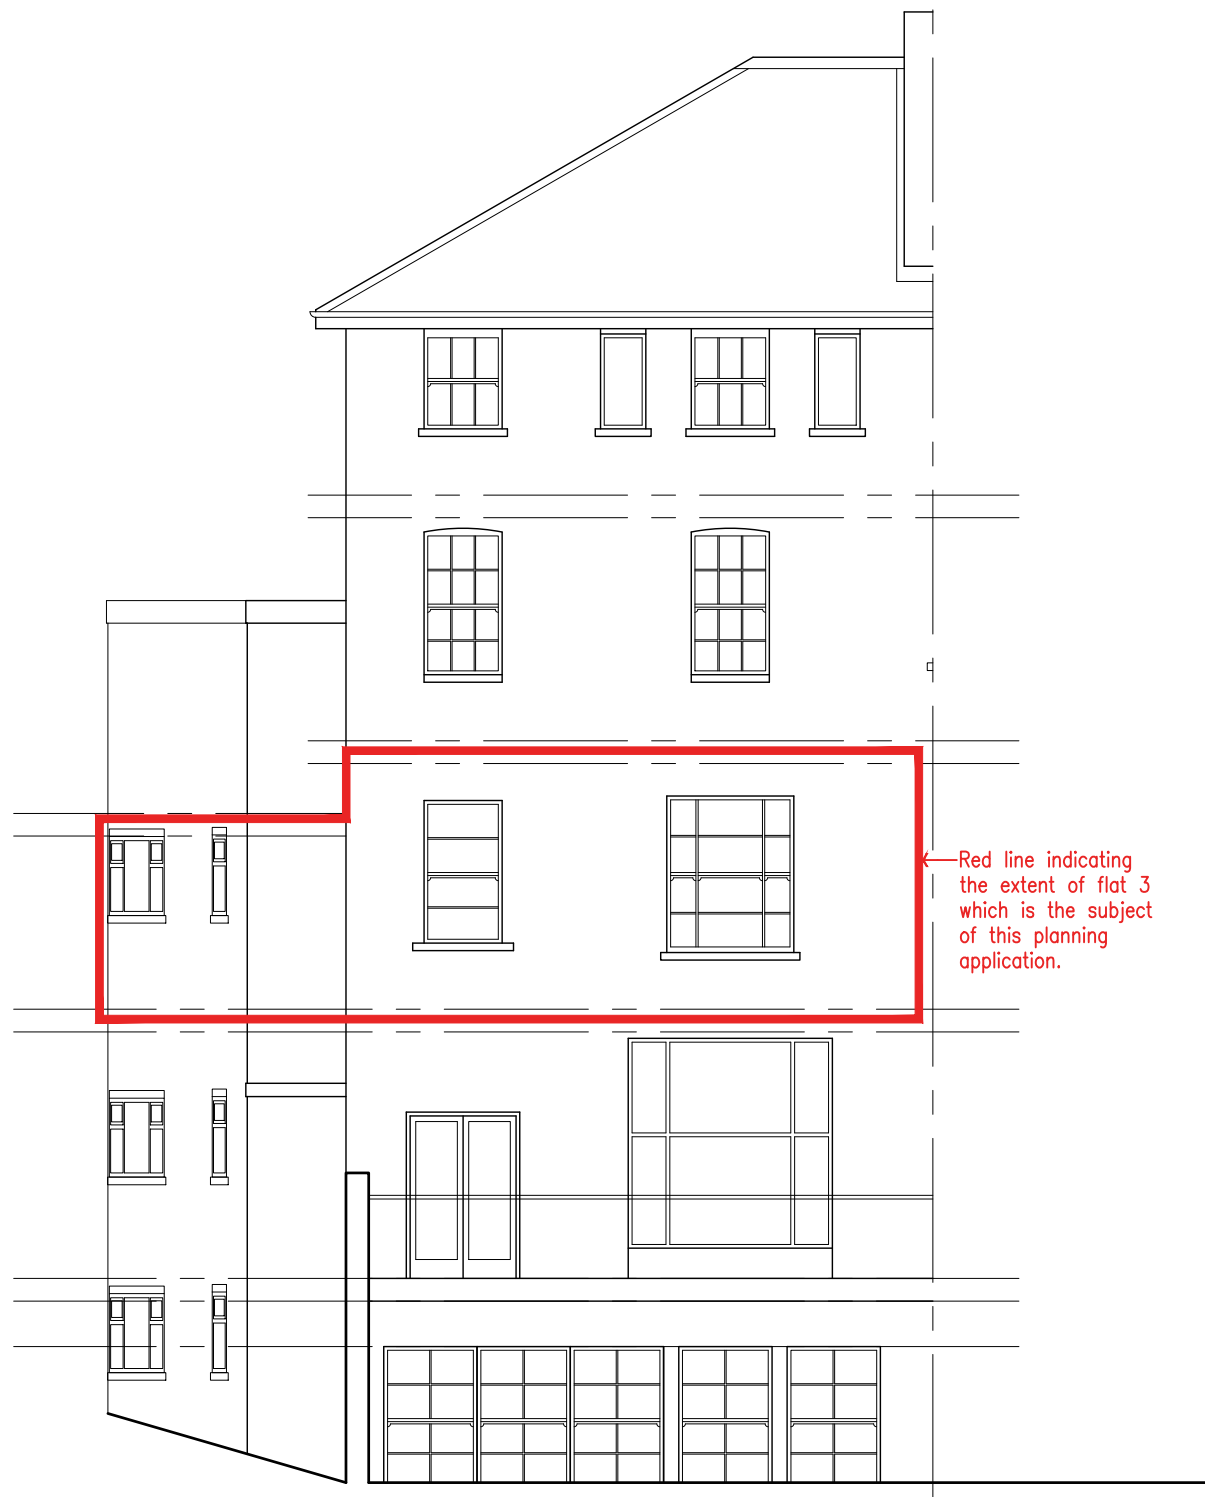 Red line indicating
the extent of flat 3
which is the subject
of this planning
application.